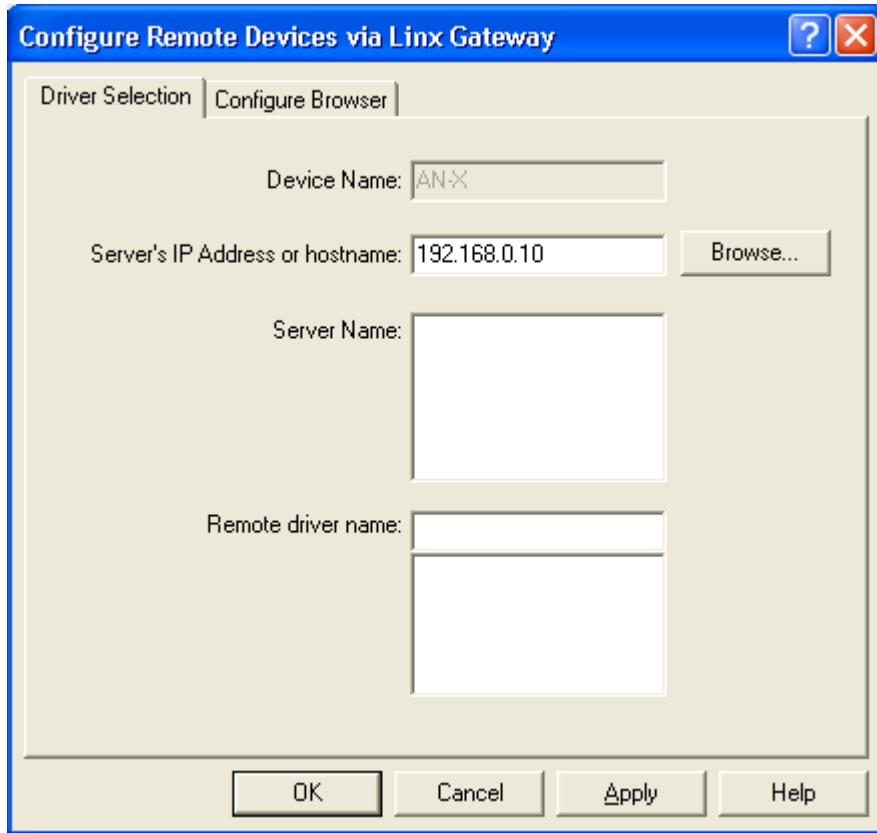 Configure Remote Devices via Linx Gateway
Driver Selection Configure Browser
Device Name: AN-X
Server's IP Address or hostname: 192.168.0.10 Browse...
Server Name:
Remote driver name:
OK Cancel Apply Help